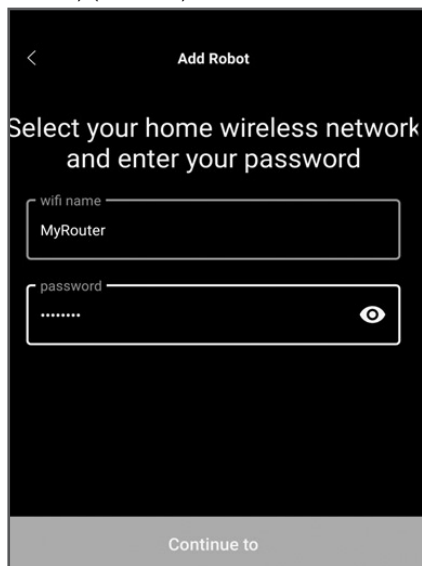 Add Robot
Select your home wireless network
and enter your password
wifi name
MyRouter
password
········
Continue to